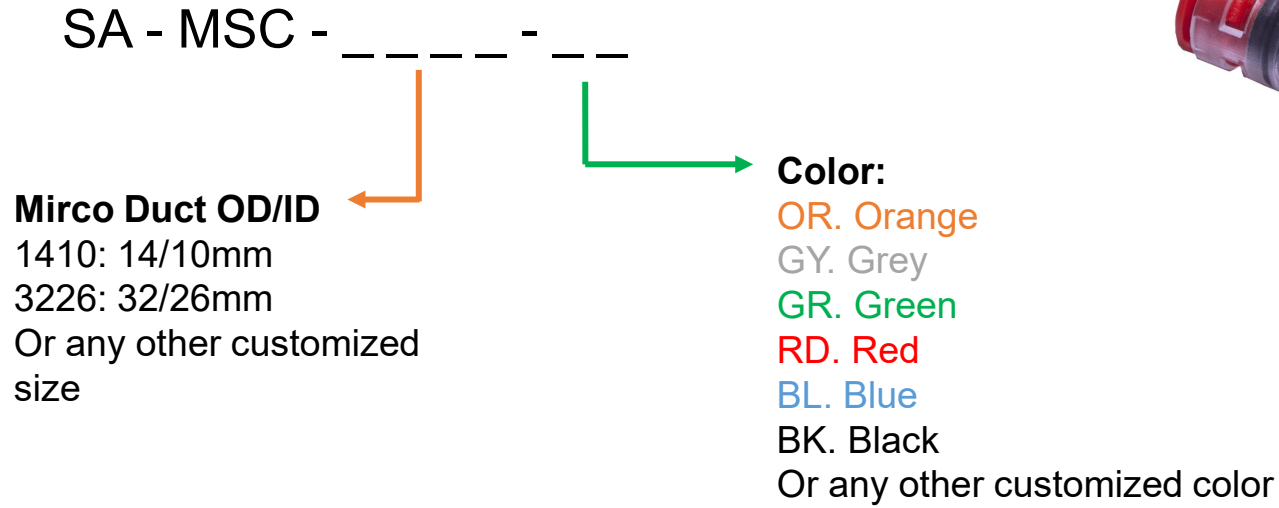 SA - MSC - _ _ _ _ - _ _
Mirco Duct OD/ID
1410: 14/10mm
3226: 32/26mm
Or any other customized
size
Color:
OR. Orange
GY. Grey
GR. Green
RD. Red
BL. Blue
BK. Black
Or any other customized color